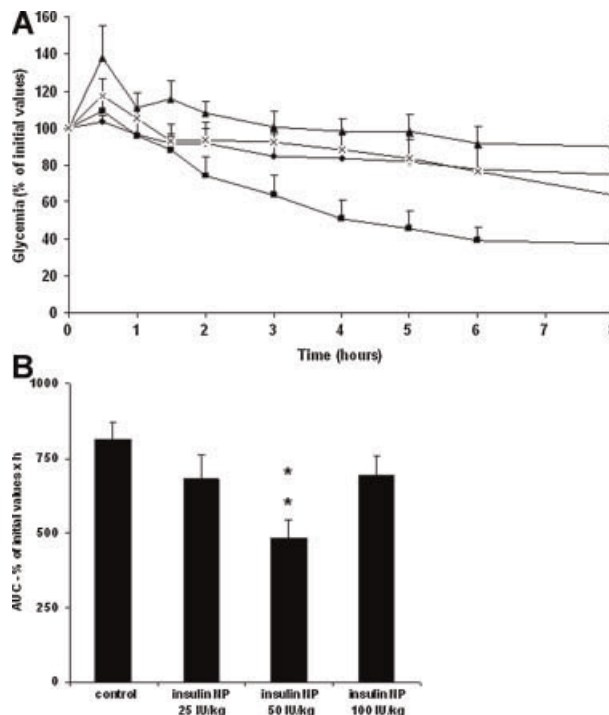 A
Glycemia (% of initial values)
160
140
120
100
80
60
40
20
0
0 1 2 3 4 5 6 7
Time (hours)
B
AUC - % of initial values x h
1000
750
500
250
0
*
*
control insulin NP insulin NP insulin NP
25 IU/kg 50 IU/kg 100 IU/kg